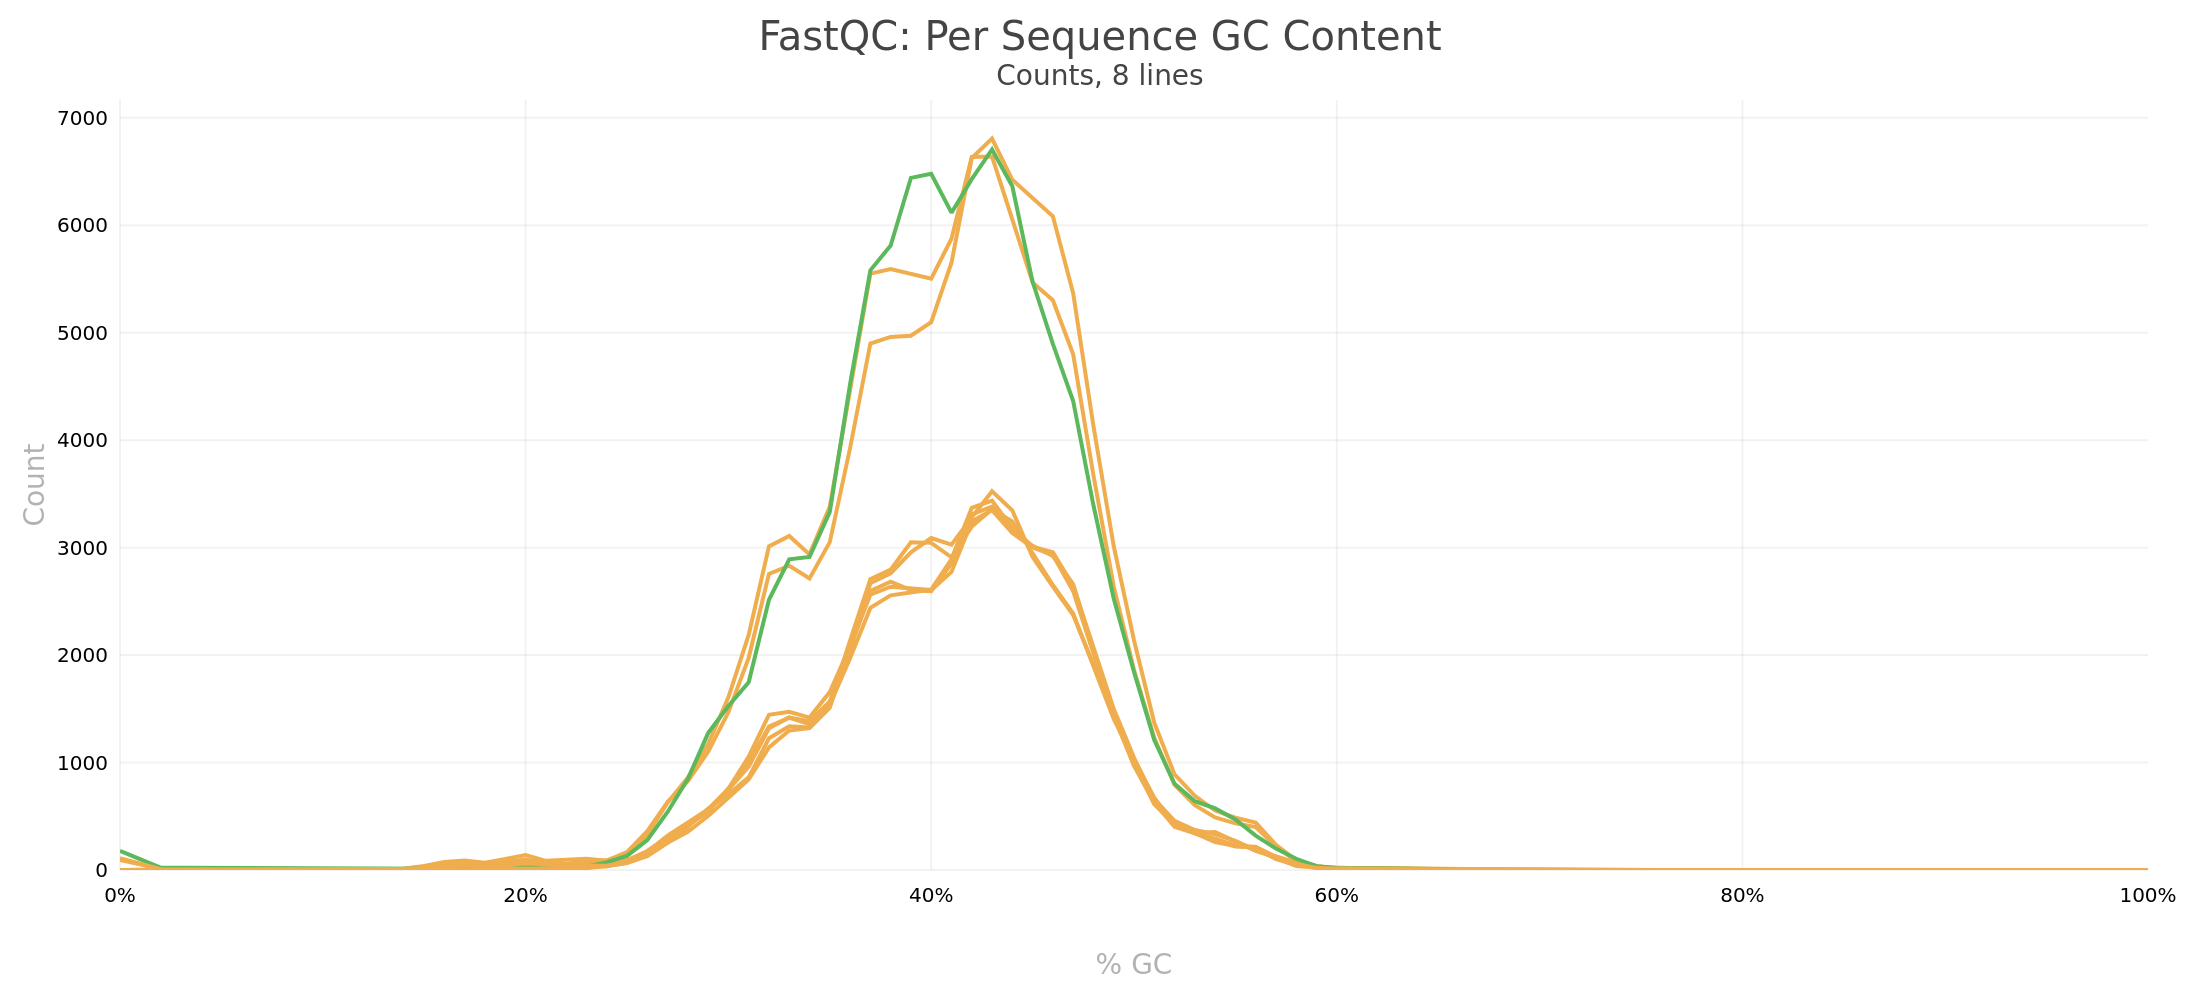 FastQC: Per Sequence GC Content
Counts, 8 lines
7000
6000
5000
4000
3000
2000
1000
0
Count
0% 20% 40% 60% 80% 100%
% GC